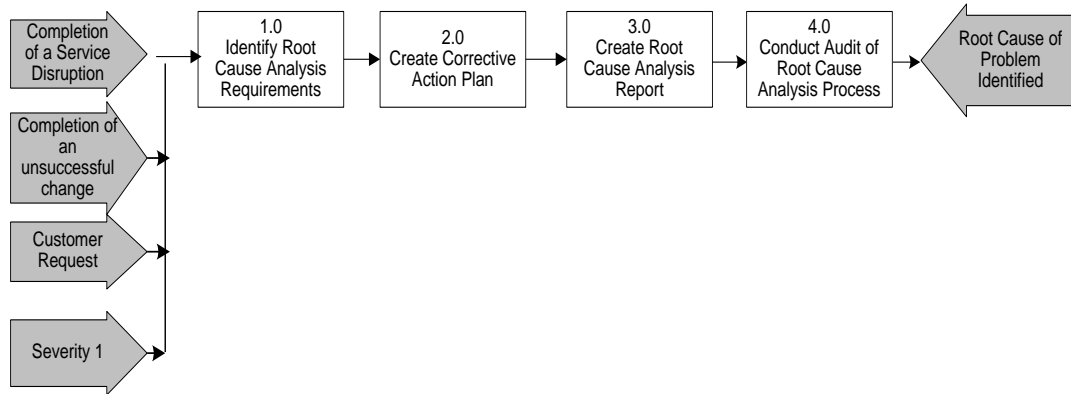 Completion
of a Service
Disruption
1.0
Identify Root
Cause Analysis
Requirements
2.0
Create Corrective
Action Plan
3.0
Create Root
Cause Analysis
Report
4.0
Conduct Audit of
Root Cause
Analysis Process
Root Cause of
Problem
Identified
Completion of
an
unsuccessful
change
Customer
Request
Severity 1